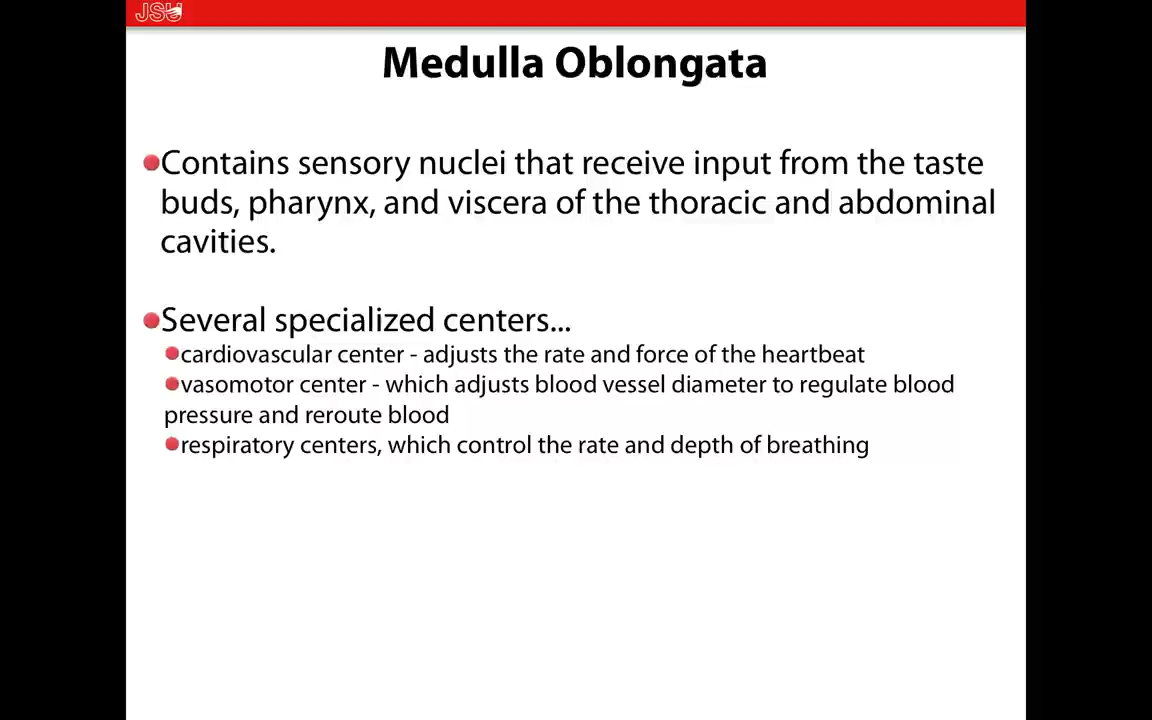 JSU
Medulla Oblongata
Contains sensory nuclei that receive input from the taste
buds, pharynx, and viscera of the thoracic and abdominal
cavities.
Several specialized centers...
cardiovascular center - adjusts the rate and force of the heartbeat
vasomotor center - which adjusts blood vessel diameter to regulate blood
pressure and reroute blood
respiratory centers, which control the rate and depth of breathing